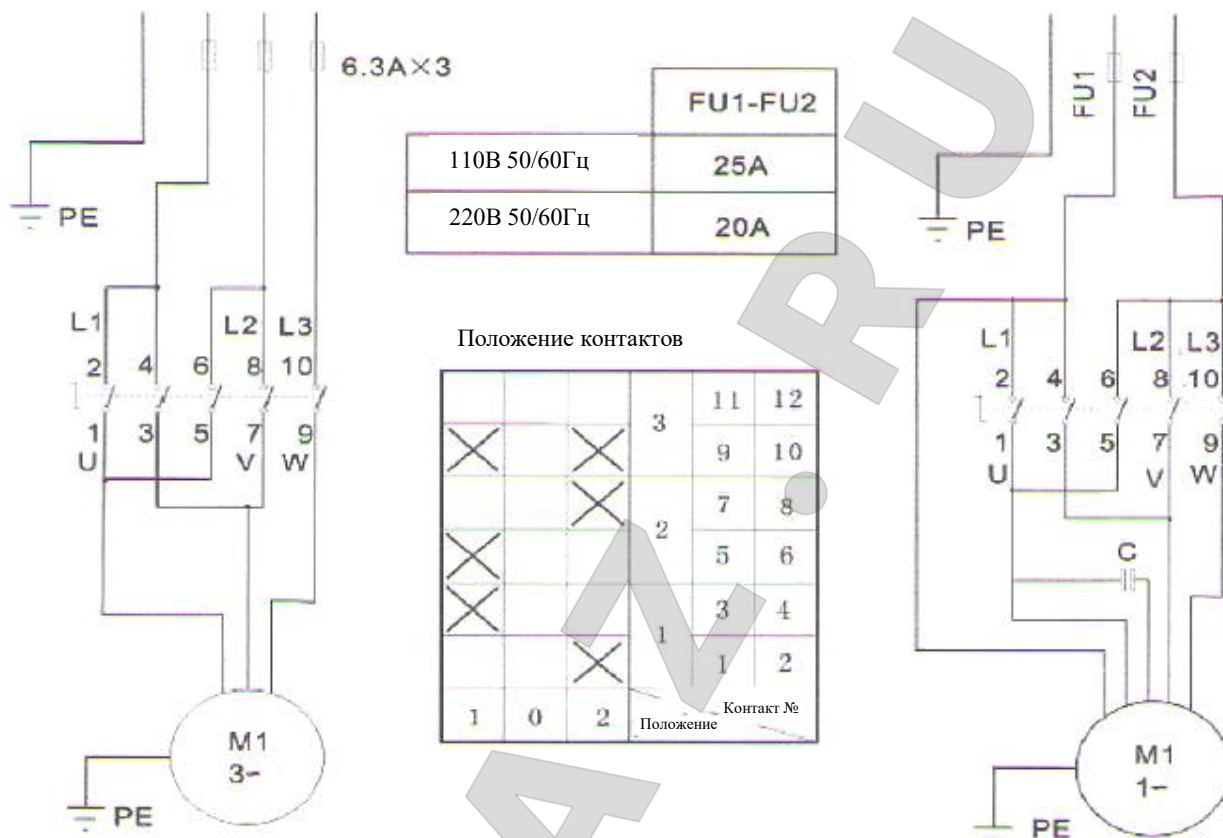 6.3A×3
PE
L1 L2 L3
2 4 6 8 10
1 3 5 7 9
U V W
M1
3~
PE
FU1-FU2
110В 50/60Гц 25A
220В 50/60Гц 20A
Положение контактов
3 11 12
9 10
2 7 8
5 6
1 3 4
1 2
1 0 2 Положение Контакт №
FU1 FU2
PE
L1 L2 L3
2 4 6 8 10
1 3 5 7 9
U V W
C
M1
1~
PE
AZ.RU